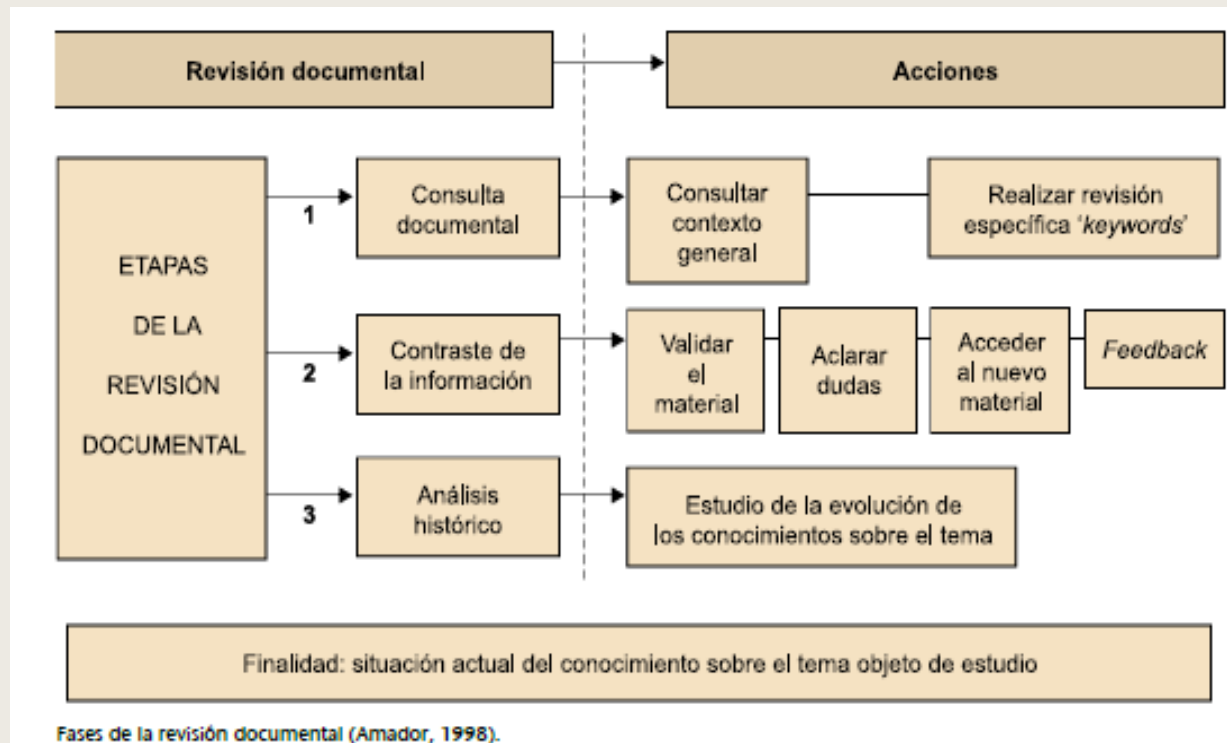 Revisión documental
Acciones
ETAPAS
DE LA
REVISIÓN
DOCUMENTAL
1
Consulta
documental
Consultar
contexto
general
Realizar revisión
específica 'keywords'
2
Contraste de
la información
Validar
el
material
Aclarar
dudas
Acceder
al nuevo
material
Feedback
3
Análisis
histórico
Estudio de la evolución de
los conocimientos sobre el tema
Finalidad: situación actual del conocimiento sobre el tema objeto de estudio
Fases de la revisión documental (Amador, 1998).